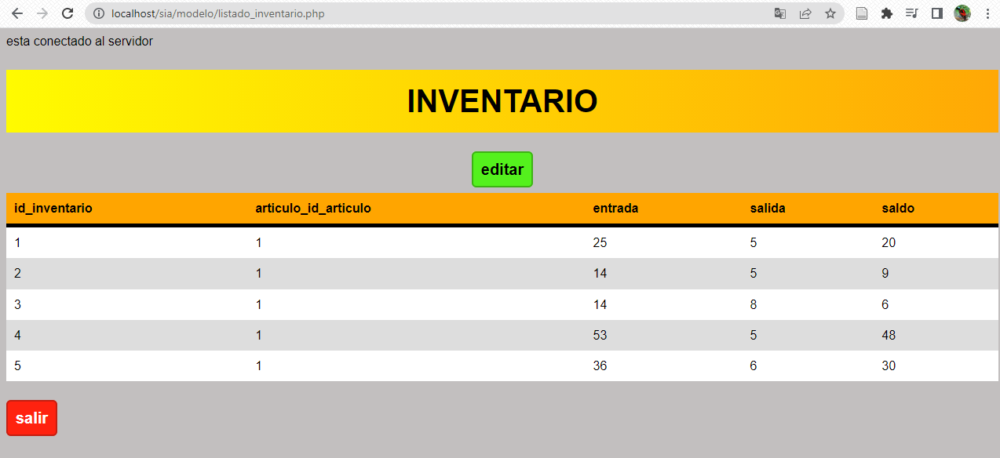 localhost/sia/modelo/listado_inventario.php
esta conectado al servidor
INVENTARIO
editar
id_inventario articulo_id_articulo entrada salida saldo
1 1 25 5 20
2 1 14 5 9
3 1 14 8 6
4 1 53 5 48
5 1 36 6 30
salir